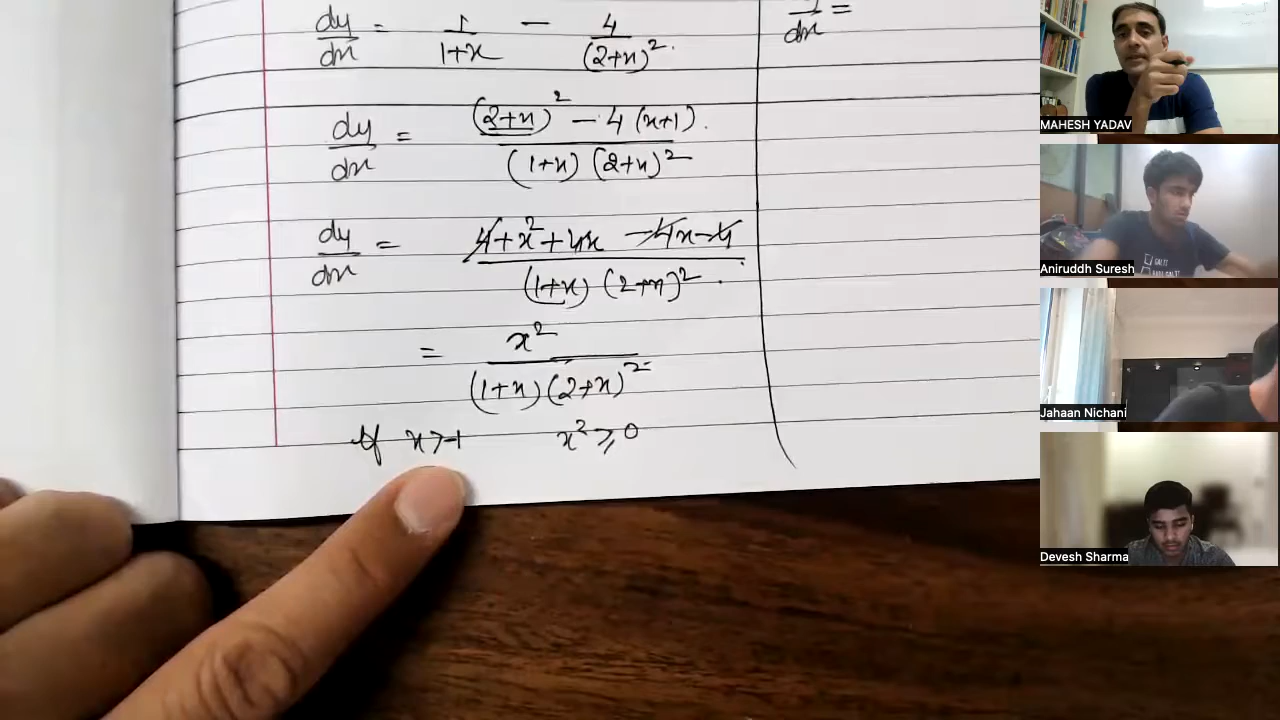 dy/dx = 1/(1+x) - 4/(2+x)².
dy/dx = ((2+x)² - 4(x+1).)/((1+x)(2+x)²)
dy/dx = (4+x²+4x -4x-4)/((1+x)(2+x)².)
= x²/((1+x)(2+x)²)
If x>-1 x² ≥ 0
dx =
MAHESH YADAV
Aniruddh Suresh
Jahaan Nichani
Devesh Sharma